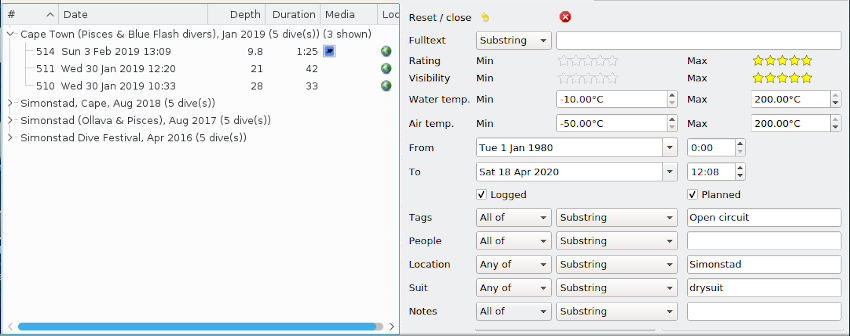 # Date Depth Duration Media Loc
Cape Town (Pisces & Blue Flash divers), Jan 2019 (5 dive(s)) (3 shown)
514 Sun 3 Feb 2019 13:09 9.8 1:25
511 Wed 30 Jan 2019 12:20 21 42
510 Wed 30 Jan 2019 10:33 28 33
Simonstad, Cape, Aug 2018 (5 dive(s))
Simonstad (Ollava & Pisces), Aug 2017 (5 dive(s))
Simonstad Dive Festival, Apr 2016 (5 dive(s))
Reset / close
Fulltext Substring
Rating Min Max
Visibility Min Max
Water temp. Min -10.00°C Max 200.00°C
Air temp. Min -50.00°C Max 200.00°C
From Tue 1 Jan 1980 0:00
To Sat 18 Apr 2020 12:08
Logged Planned
Tags All of Substring Open circuit
People All of Substring
Location Any of Substring Simonstad
Suit Any of Substring drysuit
Notes All of Substring